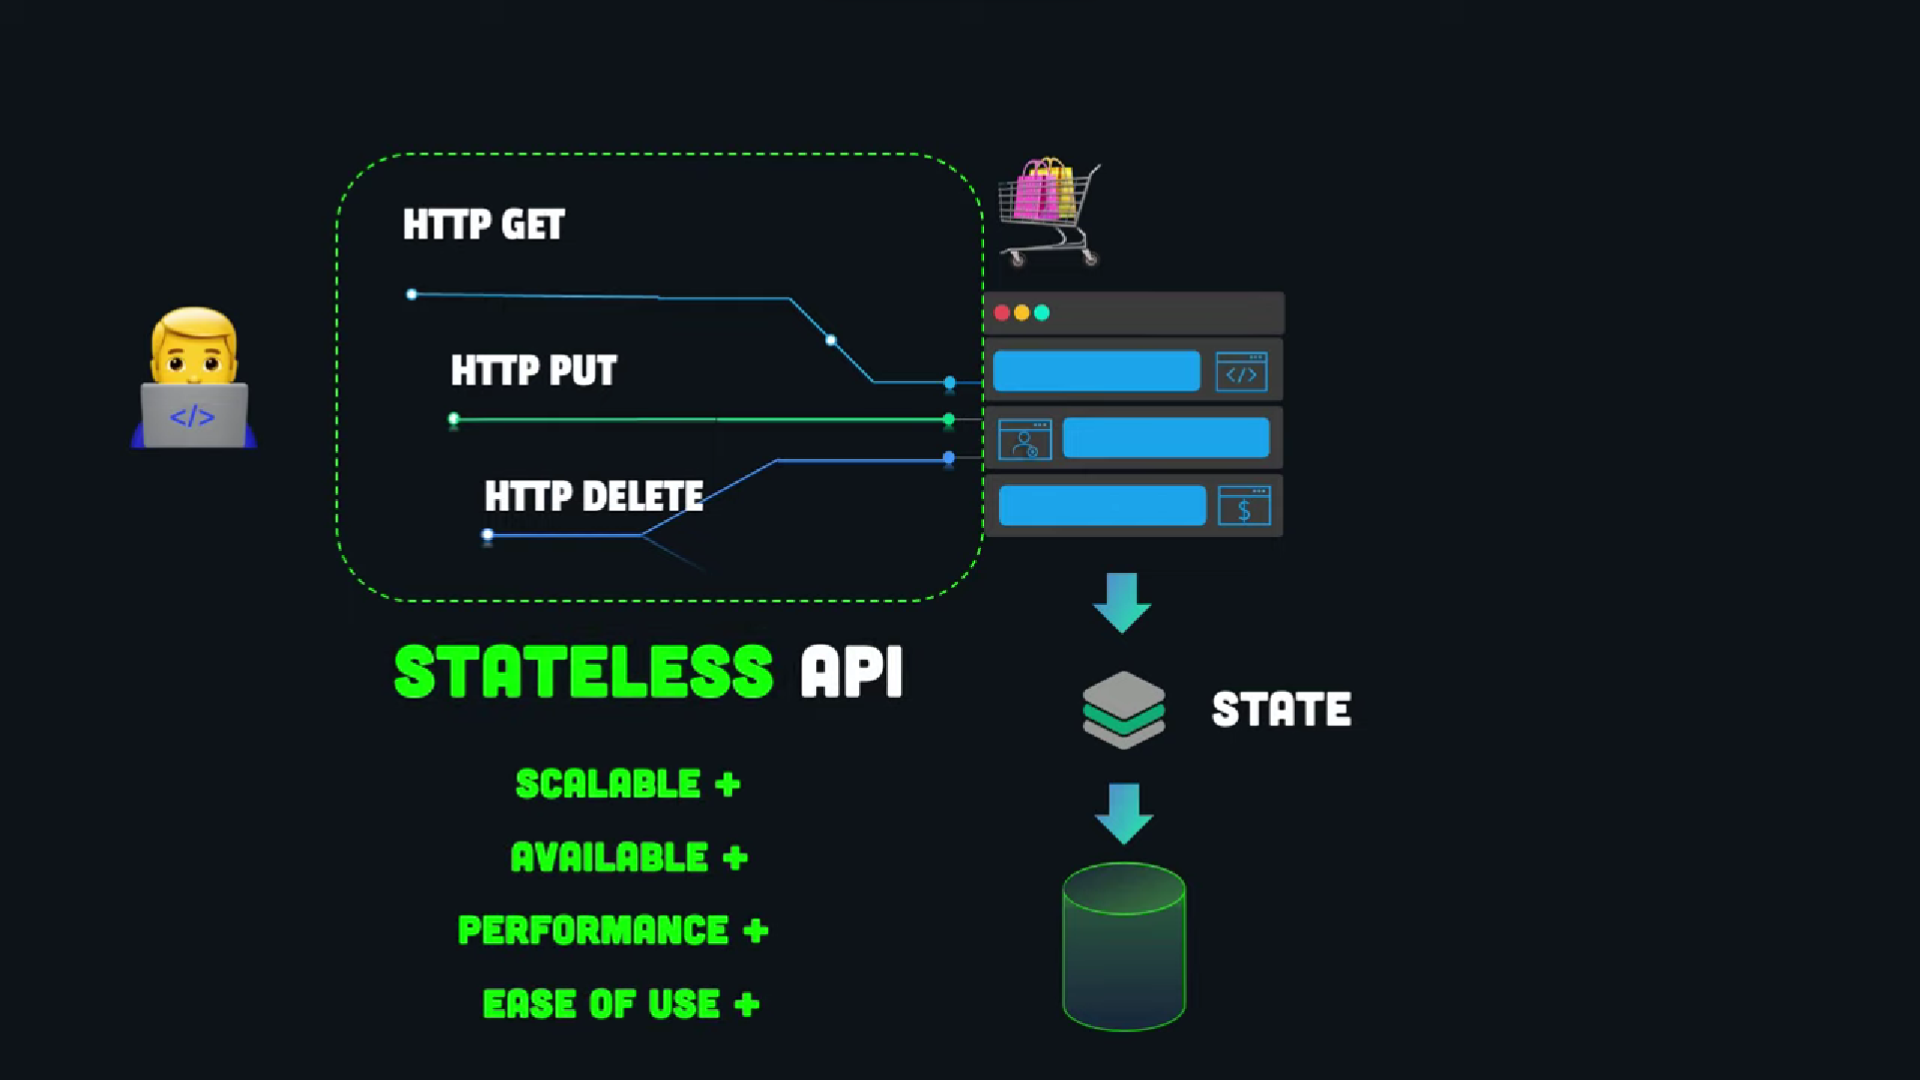 HTTP GET
HTTP PUT
</>
</>
HTTP DELETE
$
STATELESS API
STATE
SCALABLE +
AVAILABLE +
PERFORMANCE +
EASE OF USE +